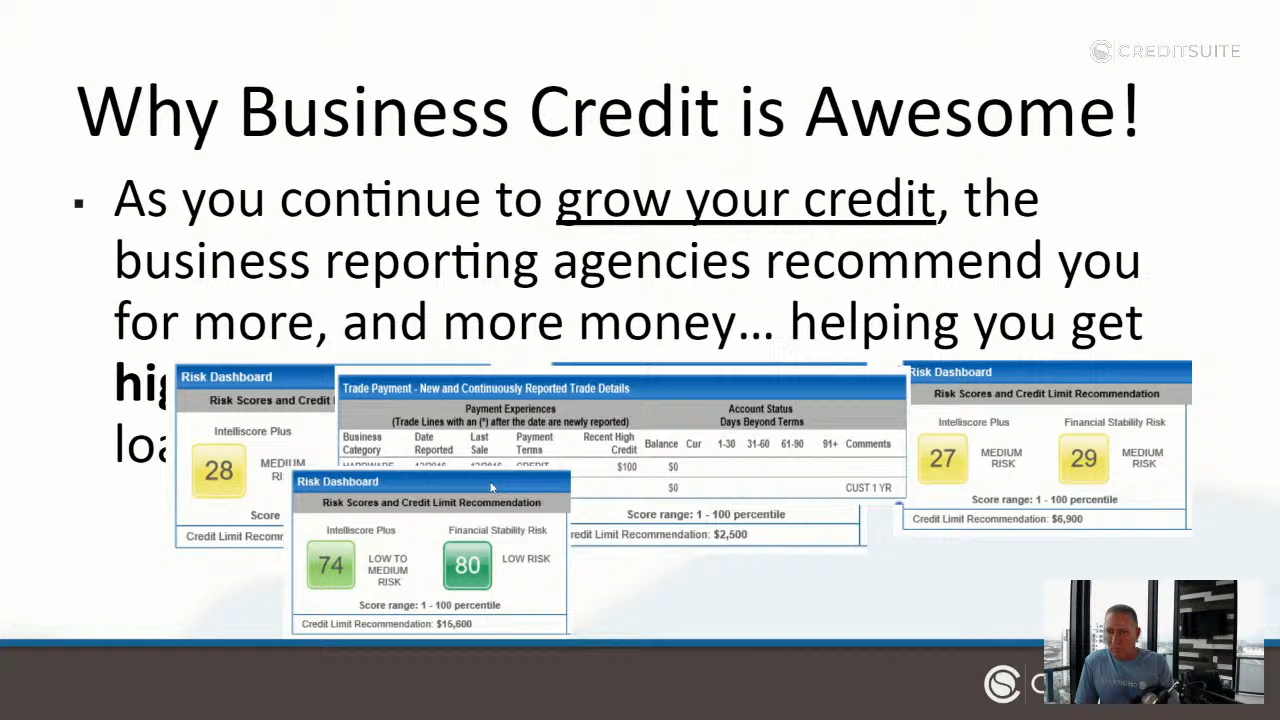 CREDITSUITE
Why Business Credit is Awesome!
▪ As you continue to grow your credit, the
business reporting agencies recommend you
for more, and more money... helping you get
Risk Dashboard
Risk Scores and Credit
Intelliscore Plus
28
MEDIUM
Score
Credit Limit
Trade Payment - New and Continuously Reported Trade Details
Payment Experiences
(Trade Lines with an (*) after the date are newly reported)
Account Status
Days Beyond Terms
Business Category
Date Reported
Last Sale
Payment Terms
Recent High Credit
Balance
Cur
1-30
31-60
61-90
91+
Comments
$100
$0
$0
CUST 1 YR
Score range: 1 - 100 percentile
Credit Limit Recommendation: $2,500
Risk Dashboard
Risk Scores and Credit Limit Recommendation
Intelliscore Plus
Financial Stability Risk
27
MEDIUM
RISK
29
MEDIUM
RISK
Score range: 1 - 100 percentile
Credit Limit Recommendation: $6,900
Risk Dashboard
Risk Scores and Credit Limit Recommendation
Intelliscore Plus
Financial Stability Risk
74
LOW TO
MEDIUM
RISK
80
LOW RISK
Score range: 1 - 100 percentile
Credit Limit Recommendation: $15,600